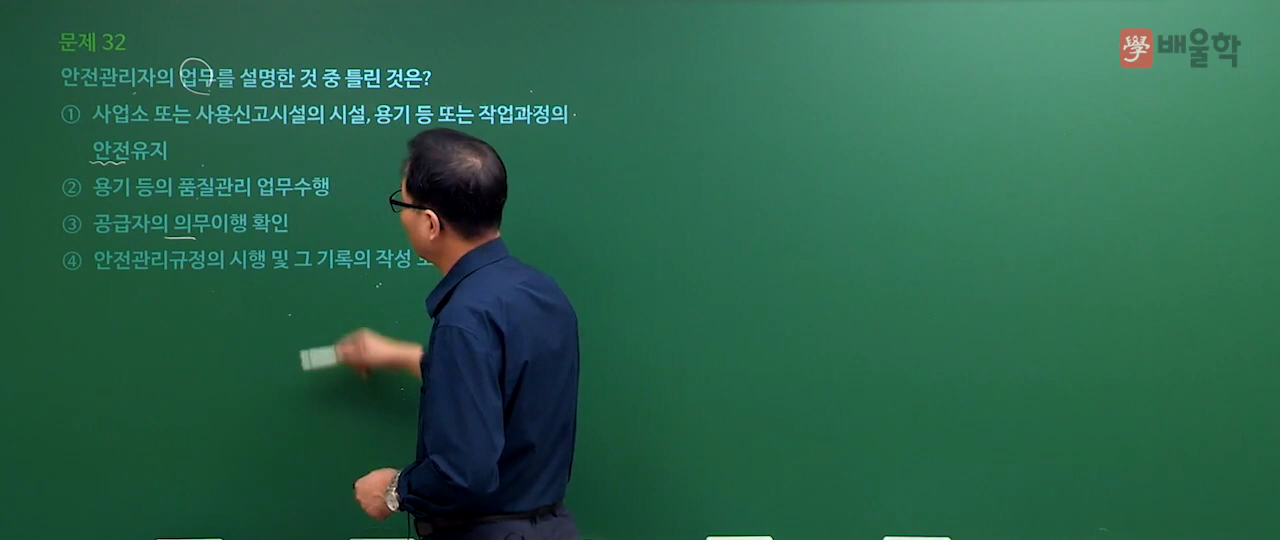 문제 32
學 배울학
안전관리자의 업무를 설명한 것 중 틀린 것은?
① 사업소 또는 사용신고시설의 시설, 용기 등 또는 작업과정의
안전유지
② 용기 등의 품질관리 업무수행
③ 공급자의 의무이행 확인
④ 안전관리규정의 시행 및 그 기록의 작성